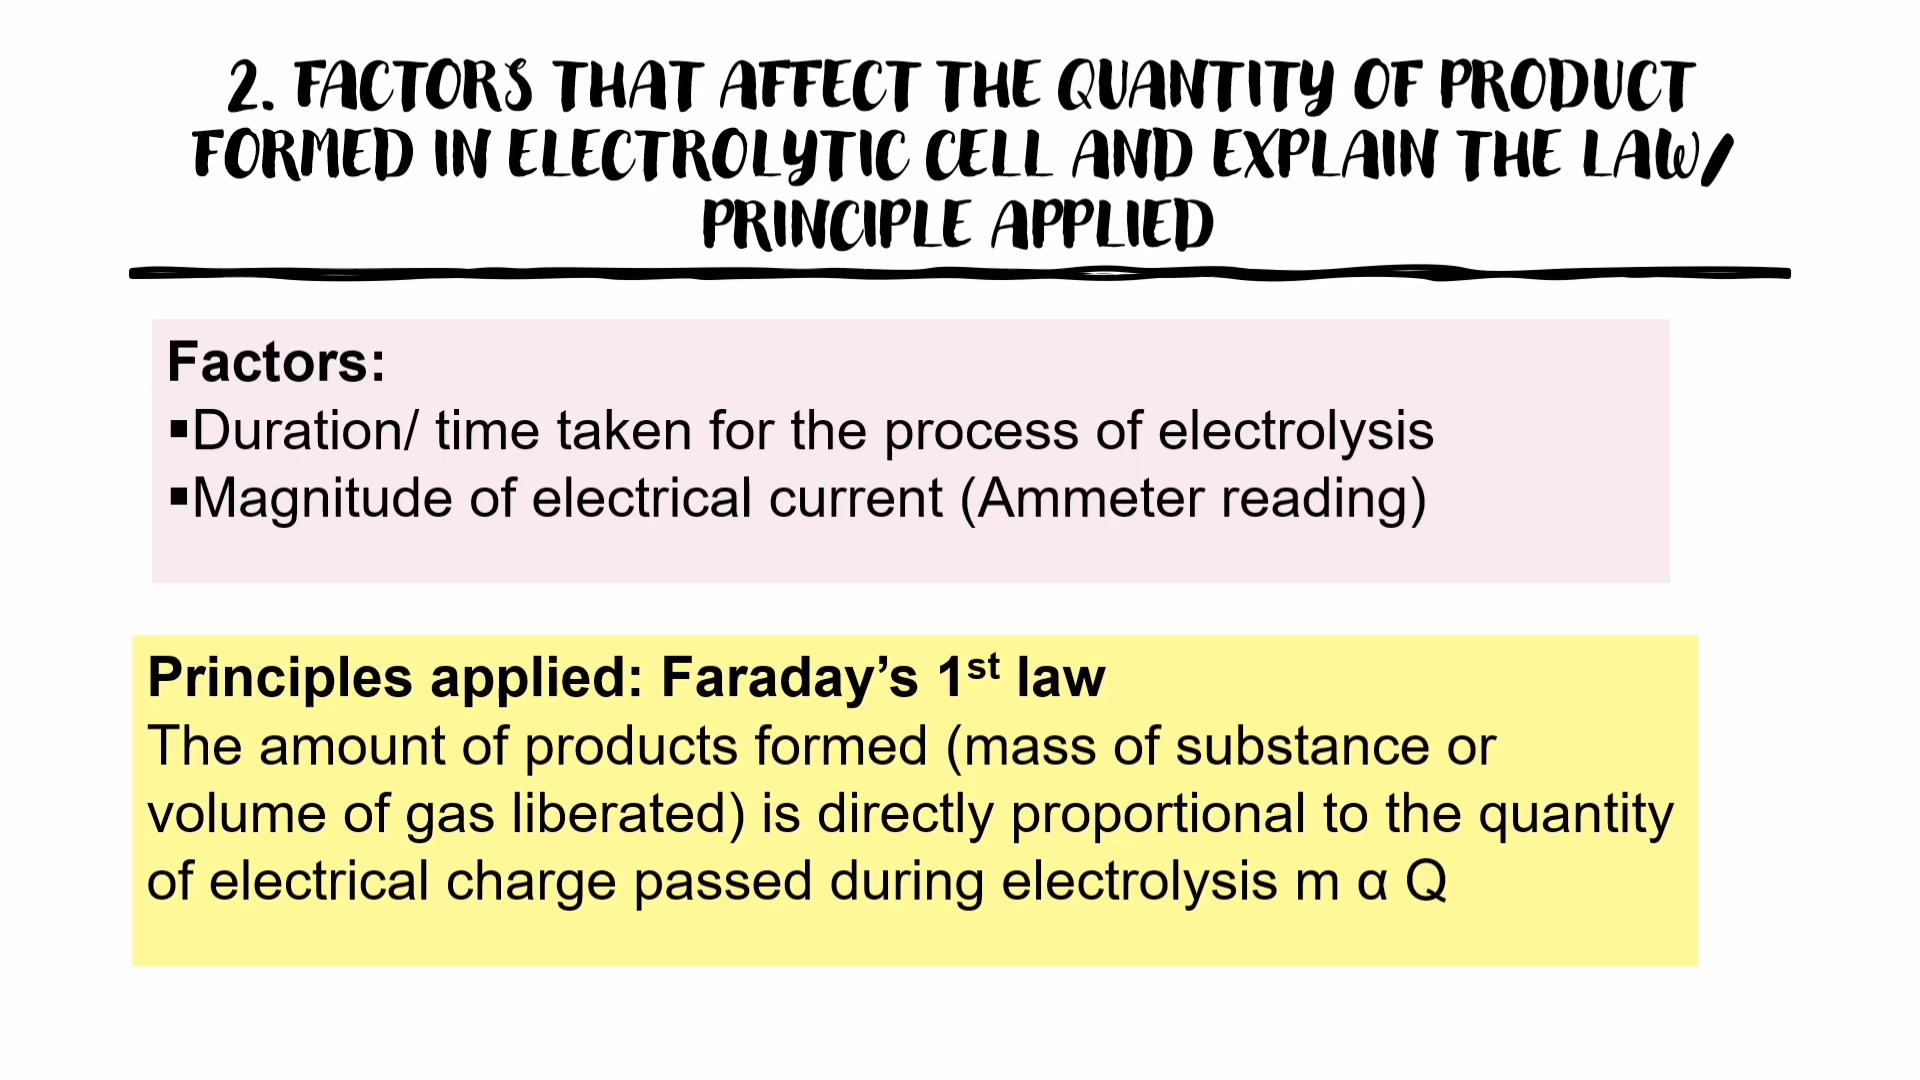 2. FACTORS THAT AFFECT THE QUANTITY OF PRODUCT
FORMED IN ELECTROLYTIC CELL AND EXPLAIN THE LAW/
PRINCIPLE APPLIED
Factors:
▪Duration/ time taken for the process of electrolysis
▪Magnitude of electrical current (Ammeter reading)
Principles applied: Faraday’s 1st law
The amount of products formed (mass of substance or
volume of gas liberated) is directly proportional to the quantity
of electrical charge passed during electrolysis m α Q